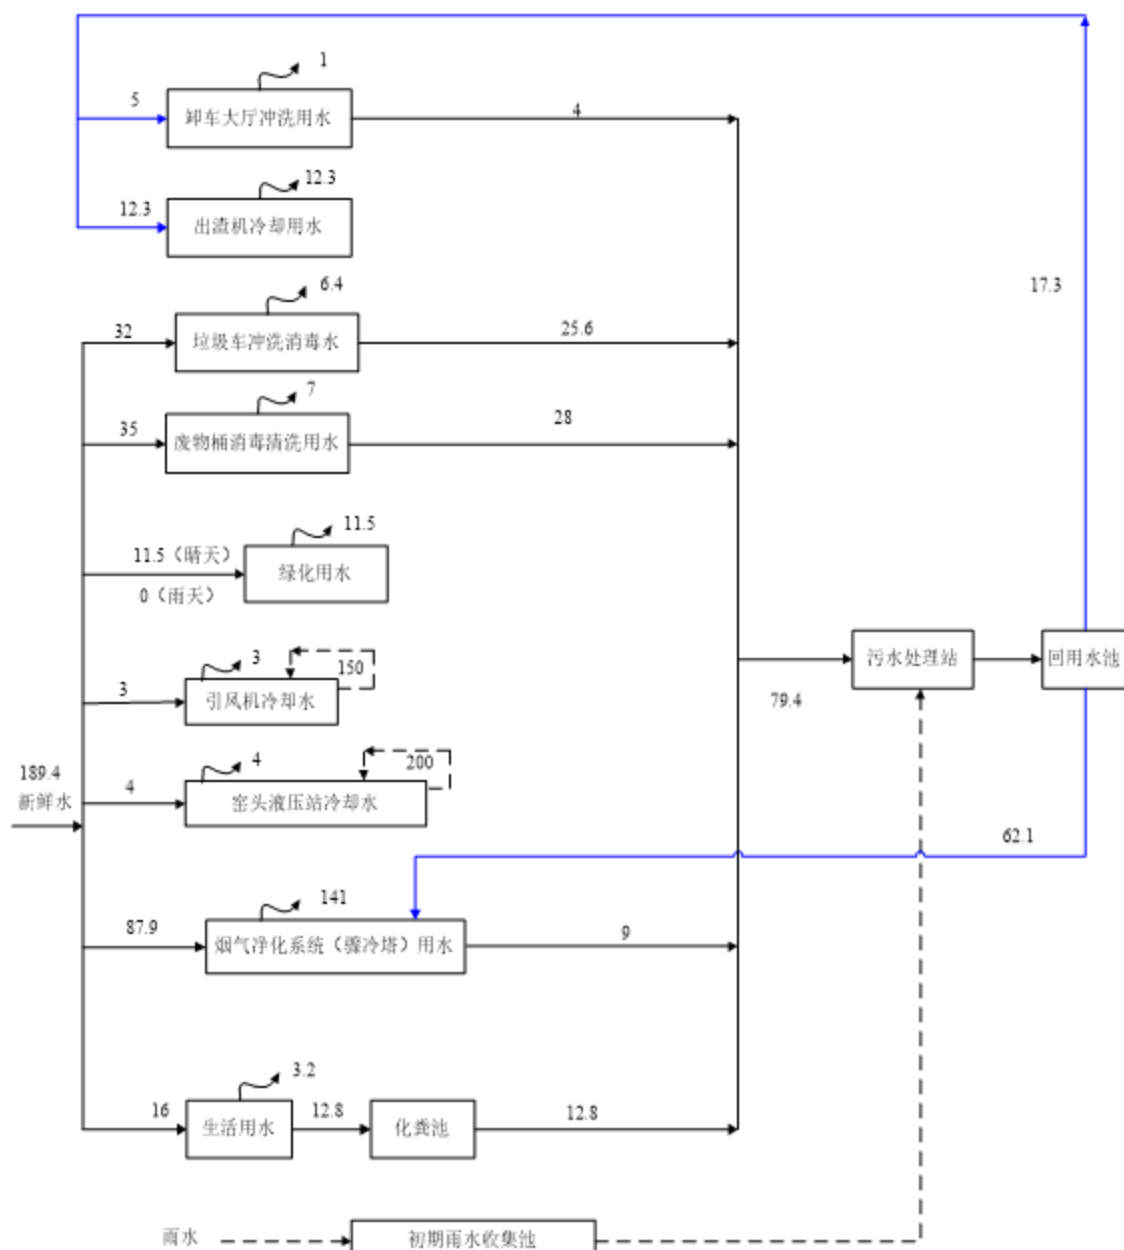 1
5
卸车大厅冲洗用水
4
12.3
12.3
出渣机冷却用水
6.4
17.3
32
垃圾车冲洗消毒水
25.6
7
35
废物桶消毒清洗用水
28
11.5
11.5（晴天）
绿化用水
0（雨天）
3
150
污水处理站
回用水池
3
引风机冷却水
79.4
4
200
189.4
新鲜水
4
窑头液压站冷却水
62.1
141
87.9
烟气净化系统（骤冷塔）用水
9
3.2
16
生活用水
12.8
化粪池
12.8
雨水
初期雨水收集池